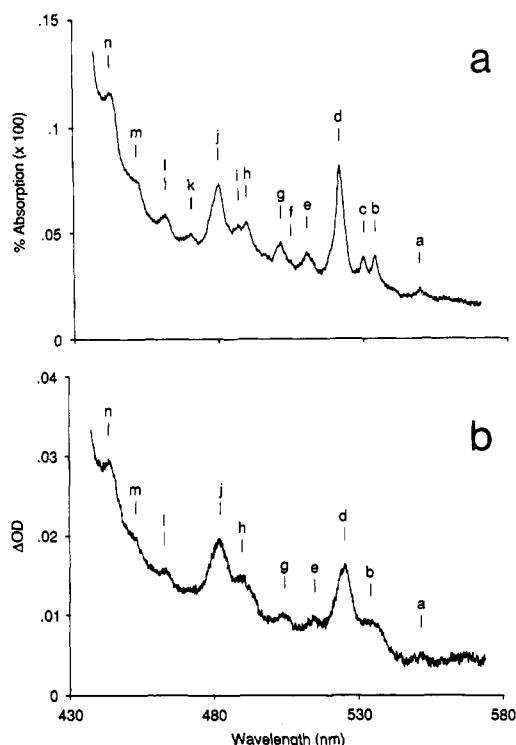 .15
a
n
m
l
k
j
i
h
g
f
e
d
c
b
a
.1
.05
0
% Absorption (x 100)
.04
b
n
m
l
j
h
g
e
d
b
a
.03
.02
.01
0
ΔOD
430
480
530
580
Wavelength (nm)